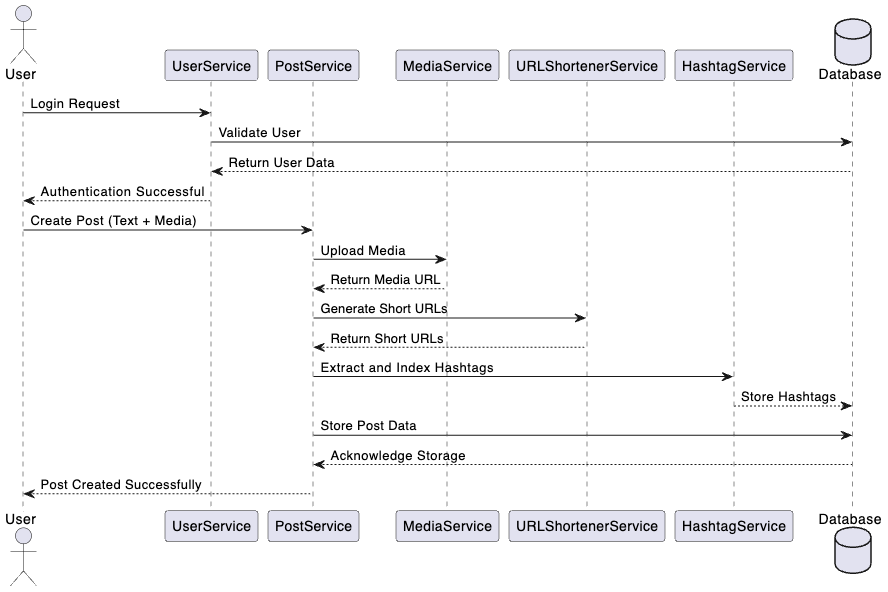 User
UserService
PostService
MediaService
URLShortenerService
HashtagService
Database
Login Request
Validate User
Return User Data
Authentication Successful
Create Post (Text + Media)
Upload Media
Return Media URL
Generate Short URLs
Return Short URLs
Extract and Index Hashtags
Store Hashtags
Store Post Data
Acknowledge Storage
Post Created Successfully
User
UserService
PostService
MediaService
URLShortenerService
HashtagService
Database